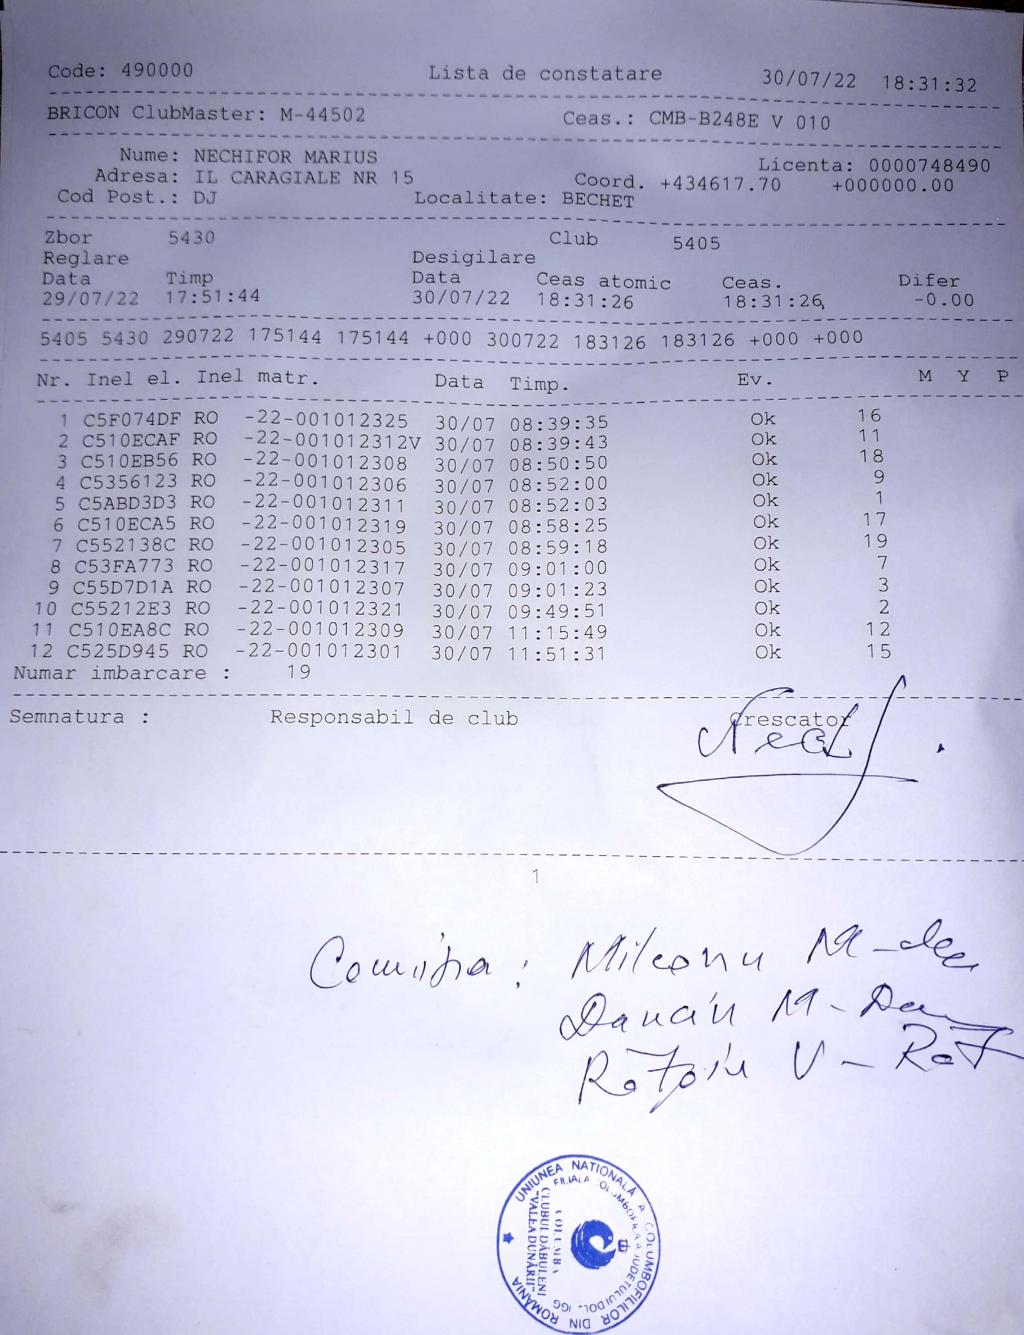 Code: 490000 Lista de constatare 30/07/22 18:31:32
BRICON ClubMaster: M-44502 Ceas.: CMB-B248E V 010
Nume: NECHIFOR MARIUS Licenta: 0000748490
Adresa: IL CARAGIALE NR 15 Coord. +434617.70 +000000.00
Cod Post.: DJ Localitate: BECHET
Zbor 5430 Club 5405
Reglare Desigilare
Data Timp Data Ceas atomic Ceas. Difer
29/07/22 17:51:44 30/07/22 18:31:26 18:31:26, -0.00
5405 5430 290722 175144 175144 +000 300722 183126 183126 +000 +000
Nr. Inel el. Inel matr. Data Timp. Ev. M Y P
1 C5F074DF RO -22-001012325 30/07 08:39:35 Ok 16
2 C510ECAF RO -22-001012312V 30/07 08:39:43 Ok 11
3 C510EB56 RO -22-001012308 30/07 08:50:50 Ok 18
4 C5356123 RO -22-001012306 30/07 08:52:00 Ok 9
5 C5ABD3D3 RO -22-001012311 30/07 08:52:03 Ok 1
6 C510ECA5 RO -22-001012319 30/07 08:58:25 Ok 17
7 C552138C RO -22-001012305 30/07 08:59:18 Ok 19
8 C53FA773 RO -22-001012317 30/07 09:01:00 Ok 7
9 C55D7D1A RO -22-001012307 30/07 09:01:23 Ok 3
10 C55212E3 RO -22-001012321 30/07 09:49:51 Ok 2
11 C510EA8C RO -22-001012309 30/07 11:15:49 Ok 12
12 C525D945 RO -22-001012301 30/07 11:51:31 Ok 15
Numar imbarcare : 19
Semnatura : Responsabil de club Crescator
1
Comisia: Mileanu M
Dancin M
V
UNIUNEA NATIONALĂ A COLUMBOFILILOR DIN ROMÂNIA
FILIALA COLUMBOFILA A JUDETULUI DOLJ
COLUMBA
CLUBUL DĂBULENI
"VALEA DUNĂRII"